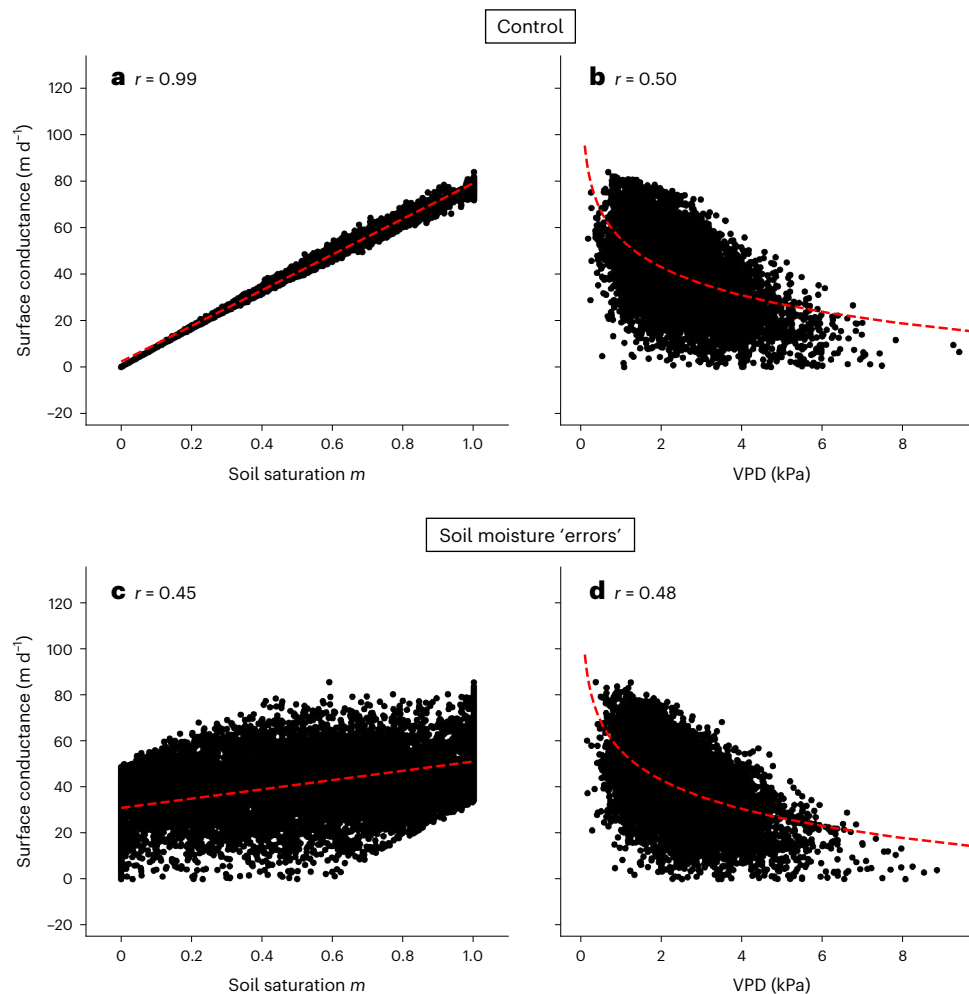 Control
a r = 0.99
b r = 0.50
Surface conductance (m d⁻¹)
120
100
80
60
40
20
0
–20
0 0.2 0.4 0.6 0.8 1.0
0 2 4 6 8
Soil saturation m
VPD (kPa)
Soil moisture ‘errors’
c r = 0.45
d r = 0.48
Surface conductance (m d⁻¹)
120
100
80
60
40
20
0
–20
0 0.2 0.4 0.6 0.8 1.0
0 2 4 6 8
Soil saturation m
VPD (kPa)